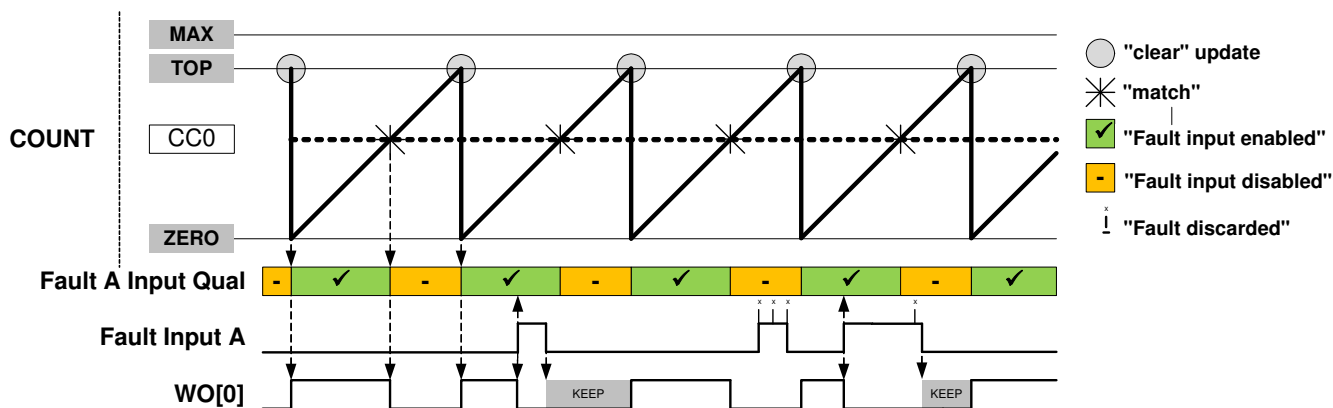 MAX
TOP
COUNT
CC0
ZERO
"clear" update
"match"
✓ "Fault input enabled"
- "Fault input disabled"
x "Fault discarded"
Fault A Input Qual - ✓ - ✓ - ✓ - ✓ - ✓
x x x x
Fault Input A
WO[0] KEEP KEEP